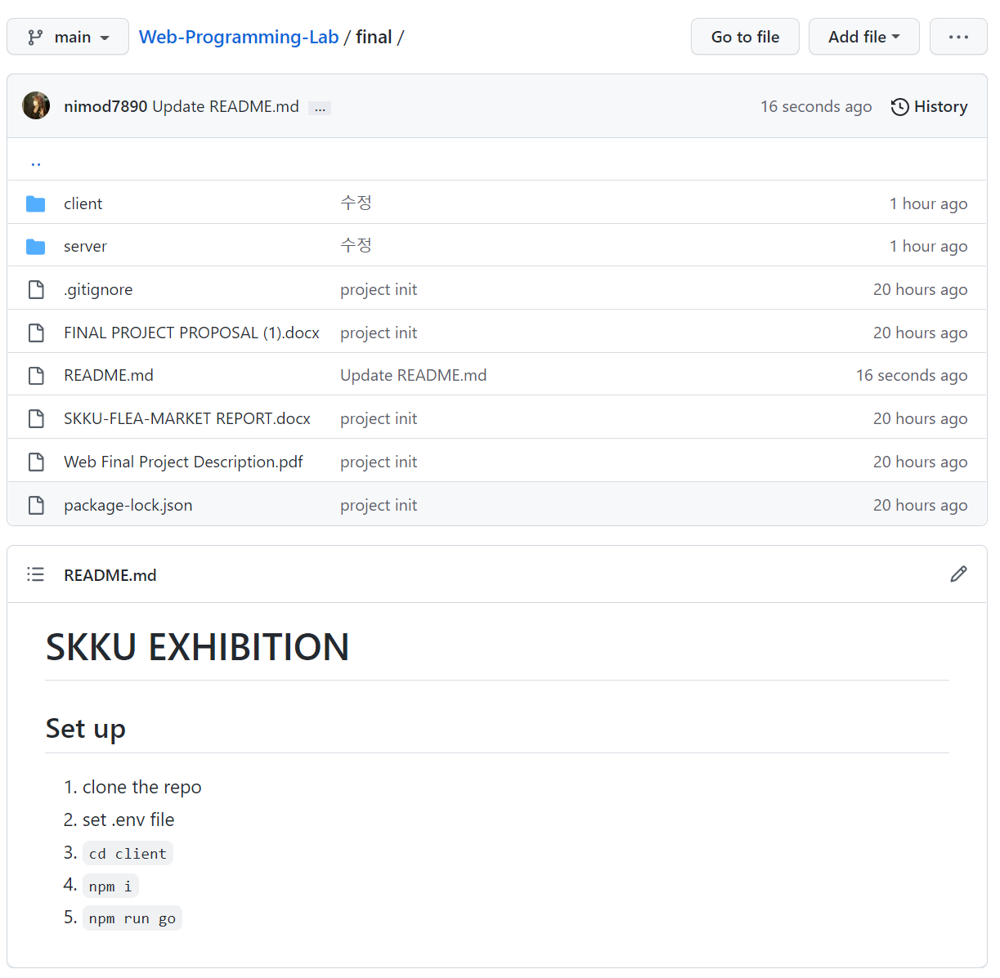 main Web-Programming-Lab / final / Go to file Add file ...
nimod7890 Update README.md ... 16 seconds ago History
..
client 수정 1 hour ago
server 수정 1 hour ago
.gitignore project init 20 hours ago
FINAL PROJECT PROPOSAL (1).docx project init 20 hours ago
README.md Update README.md 16 seconds ago
SKKU-FLEA-MARKET REPORT.docx project init 20 hours ago
Web Final Project Description.pdf project init 20 hours ago
package-lock.json project init 20 hours ago
README.md
SKKU EXHIBITION
Set up
1. clone the repo
2. set .env file
3. cd client
4. npm i
5. npm run go